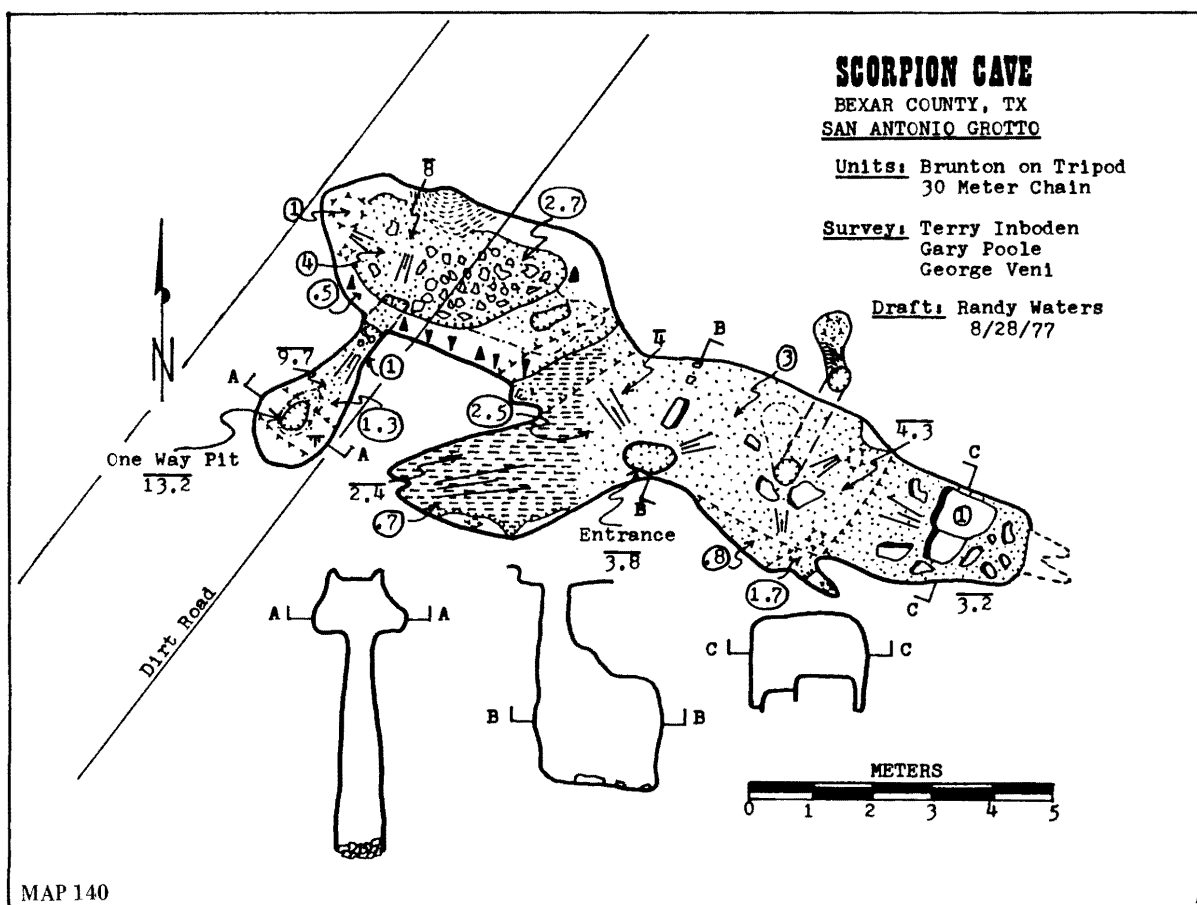 SCORPION CAVE
BEXAR COUNTY, TX
SAN ANTONIO GROTTO
Units: Brunton on Tripod
30 Meter Chain
Survey: Terry Inboden
Gary Poole
George Veni
Draft: Randy Waters
8/28/77
8
1
2.7
4
.5
N
9.7
1
A
1.3
A
One Way Pit
13.2
4
B
3
2.5
4.3
C
1
2.4
.7
B
Entrance
3.8
.8
1.7
C
3.2
Dirt Road
A
A
B
B
C
C
METERS
0 1 2 3 4 5
MAP 140